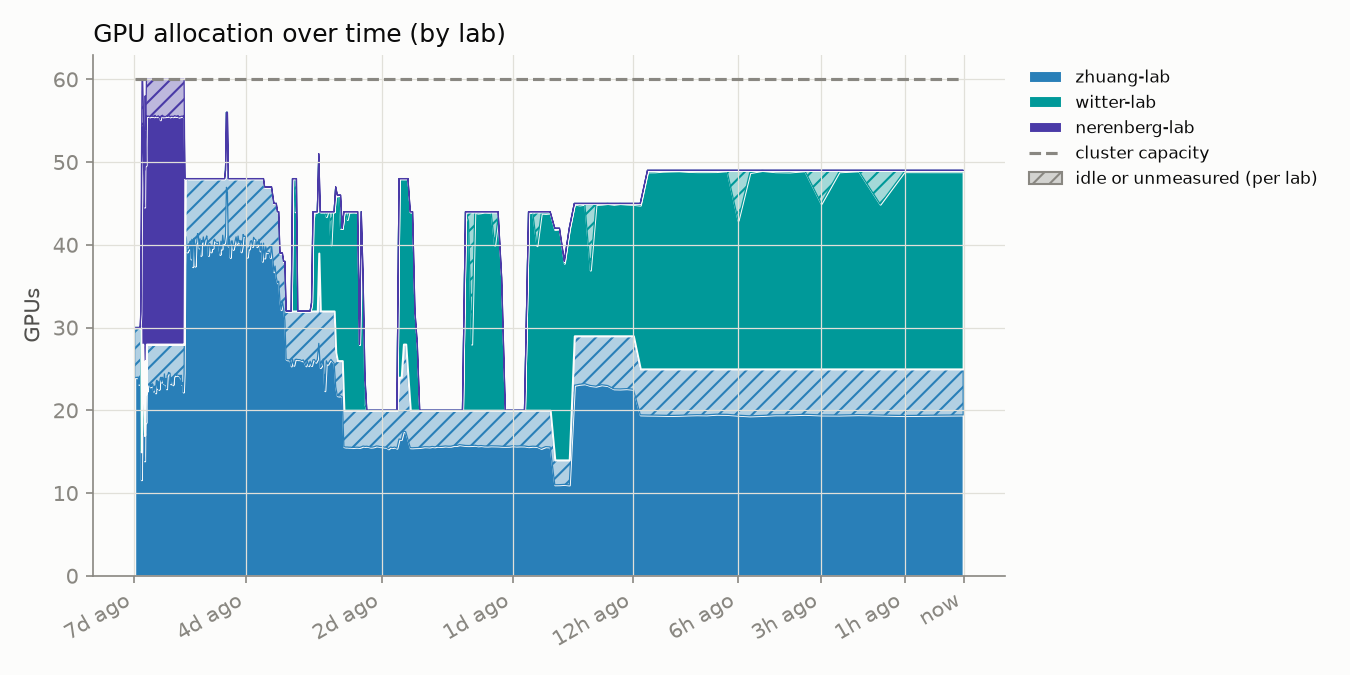 GPU allocation over time (by lab)
60
50
40
30
20
10
0
GPUs
7d ago
4d ago
2d ago
1d ago
12h ago
6h ago
3h ago
1h ago
now
zhuang-lab
witter-lab
nerenberg-lab
cluster capacity
idle or unmeasured (per lab)